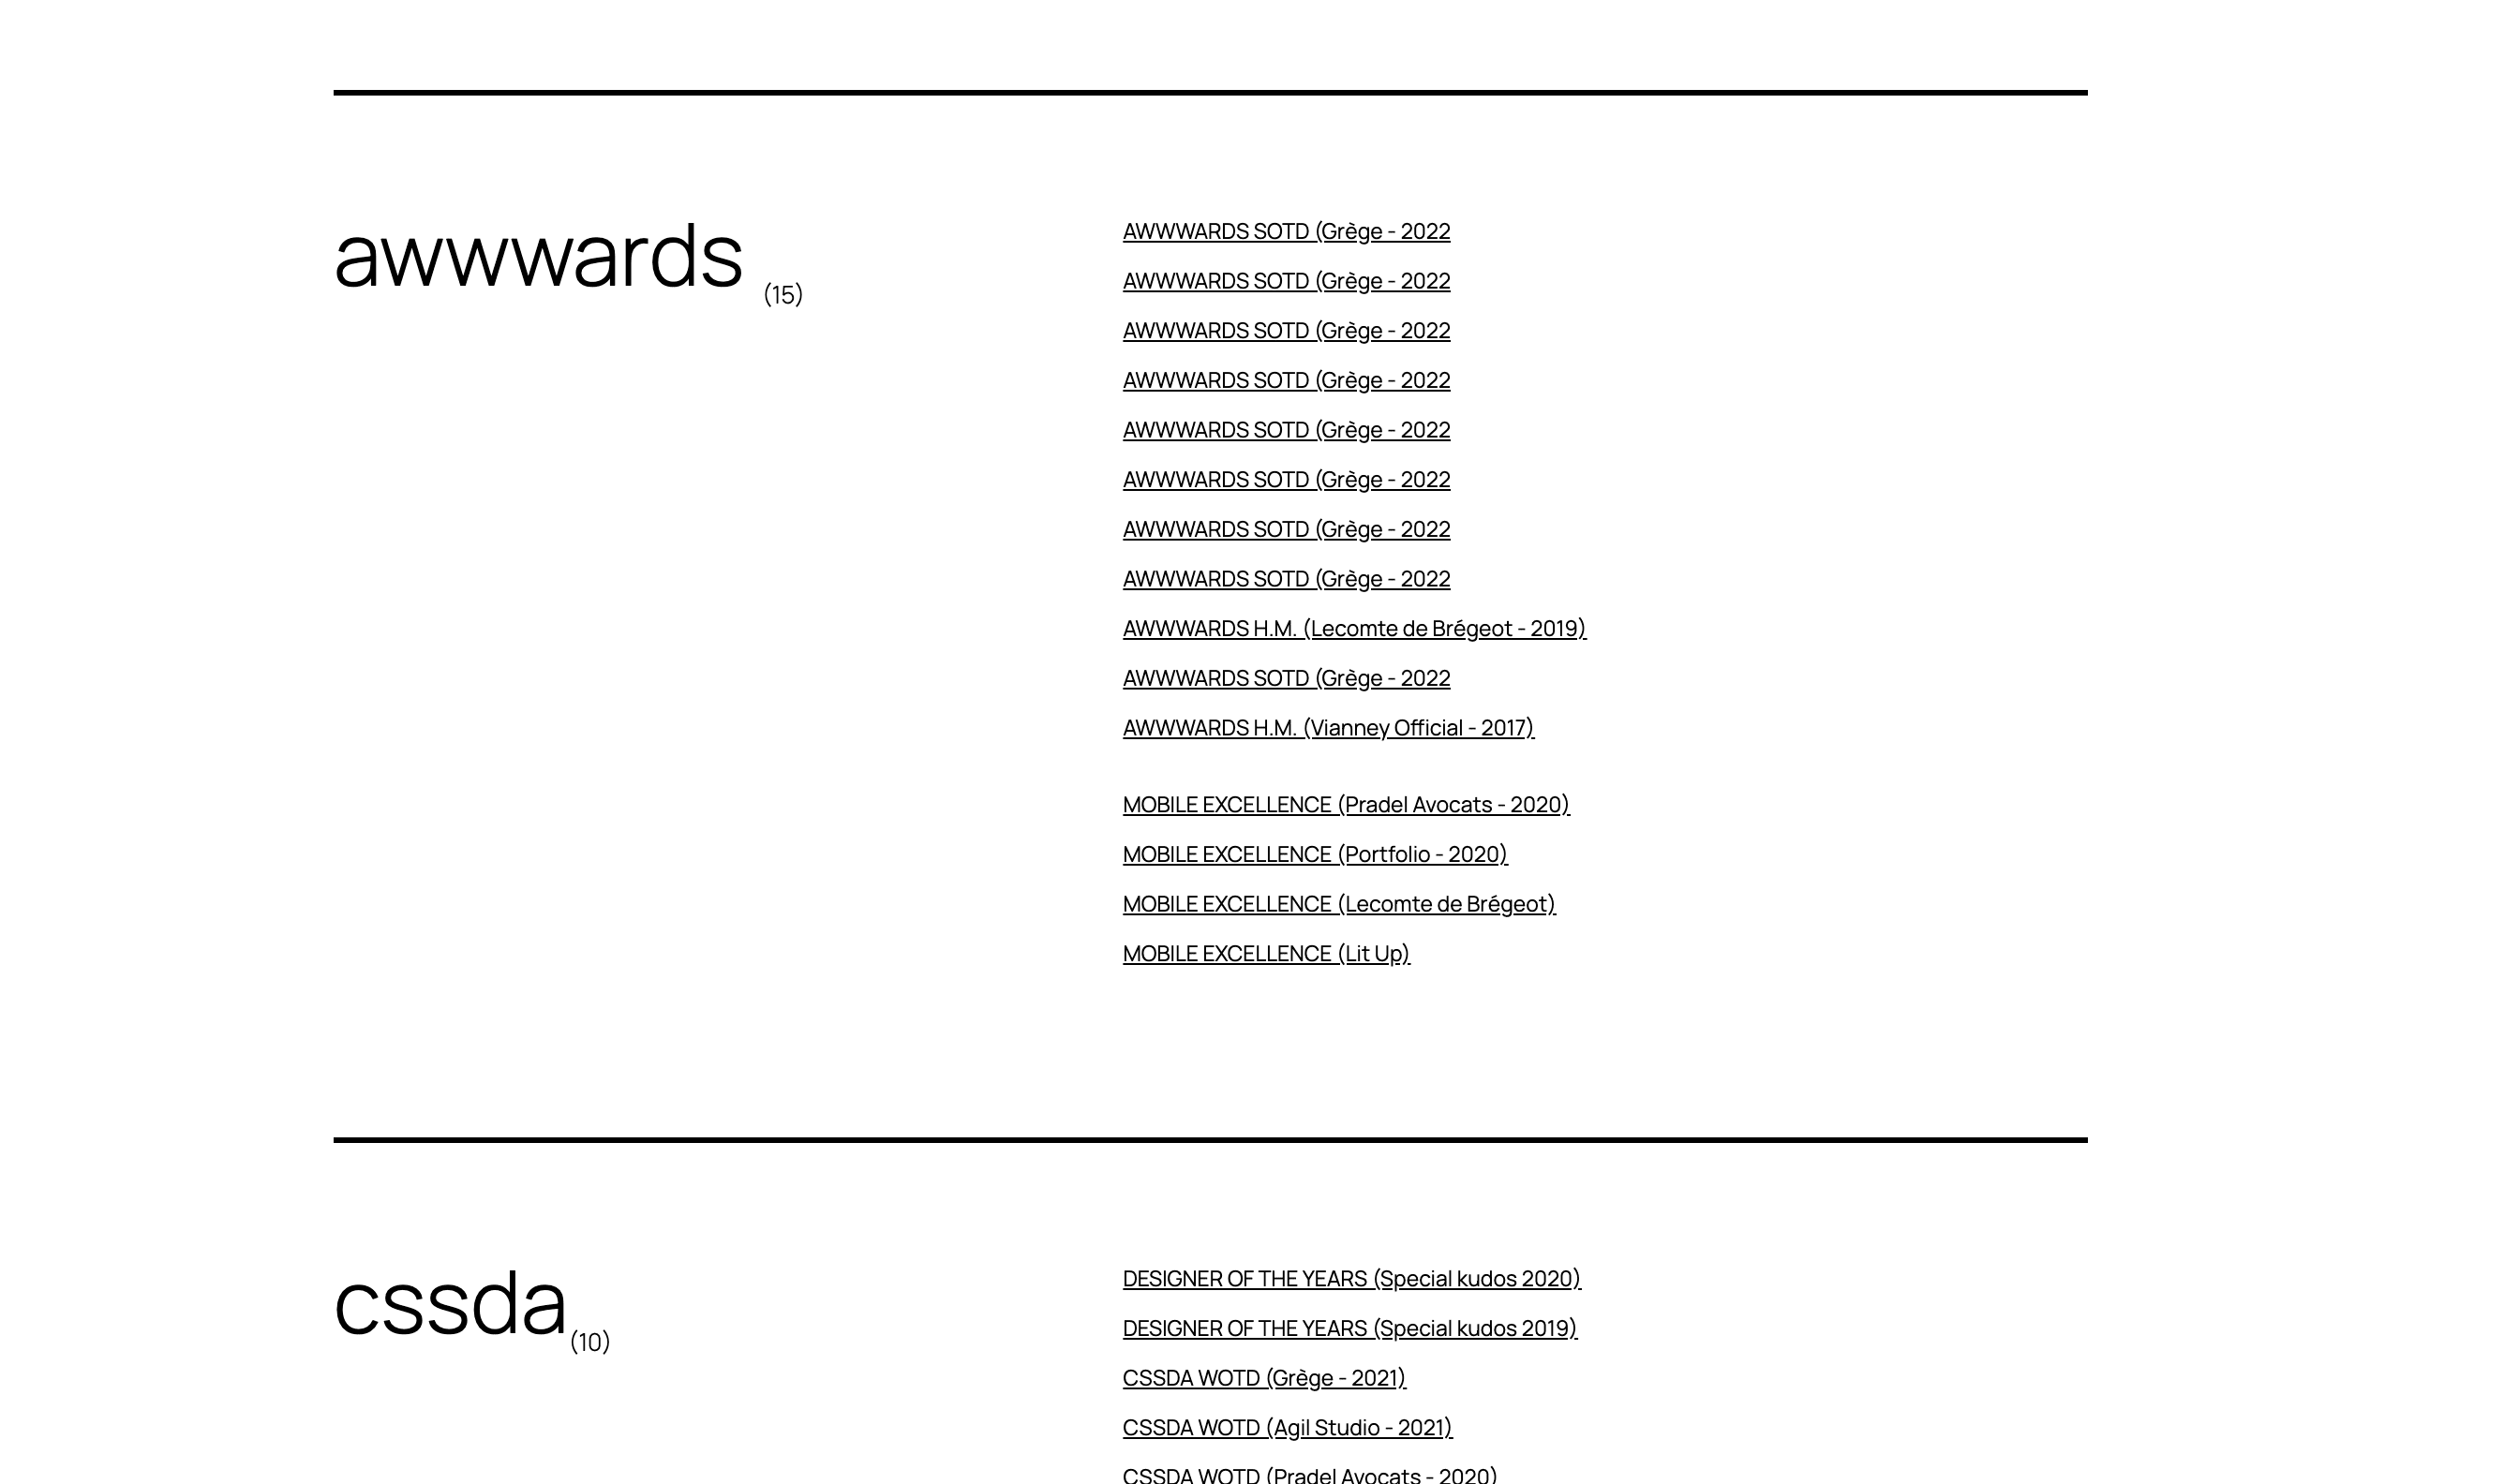 awwwards (15)
AWWWARDS SOTD (Grège - 2022
AWWWARDS SOTD (Grège - 2022
AWWWARDS SOTD (Grège - 2022
AWWWARDS SOTD (Grège - 2022
AWWWARDS SOTD (Grège - 2022
AWWWARDS SOTD (Grège - 2022
AWWWARDS SOTD (Grège - 2022
AWWWARDS SOTD (Grège - 2022
AWWWARDS H.M. (Lecomte de Brégeot - 2019)
AWWWARDS SOTD (Grège - 2022
AWWWARDS H.M. (Vianney Official - 2017)
MOBILE EXCELLENCE (Pradel Avocats - 2020)
MOBILE EXCELLENCE (Portfolio - 2020)
MOBILE EXCELLENCE (Lecomte de Brégeot)
MOBILE EXCELLENCE (Lit Up)
cssda (10)
DESIGNER OF THE YEARS (Special kudos 2020)
DESIGNER OF THE YEARS (Special kudos 2019)
CSSDA WOTD (Grège - 2021)
CSSDA WOTD (Agil Studio - 2021)
CSSDA WOTD (Pradel Avocats - 2020)